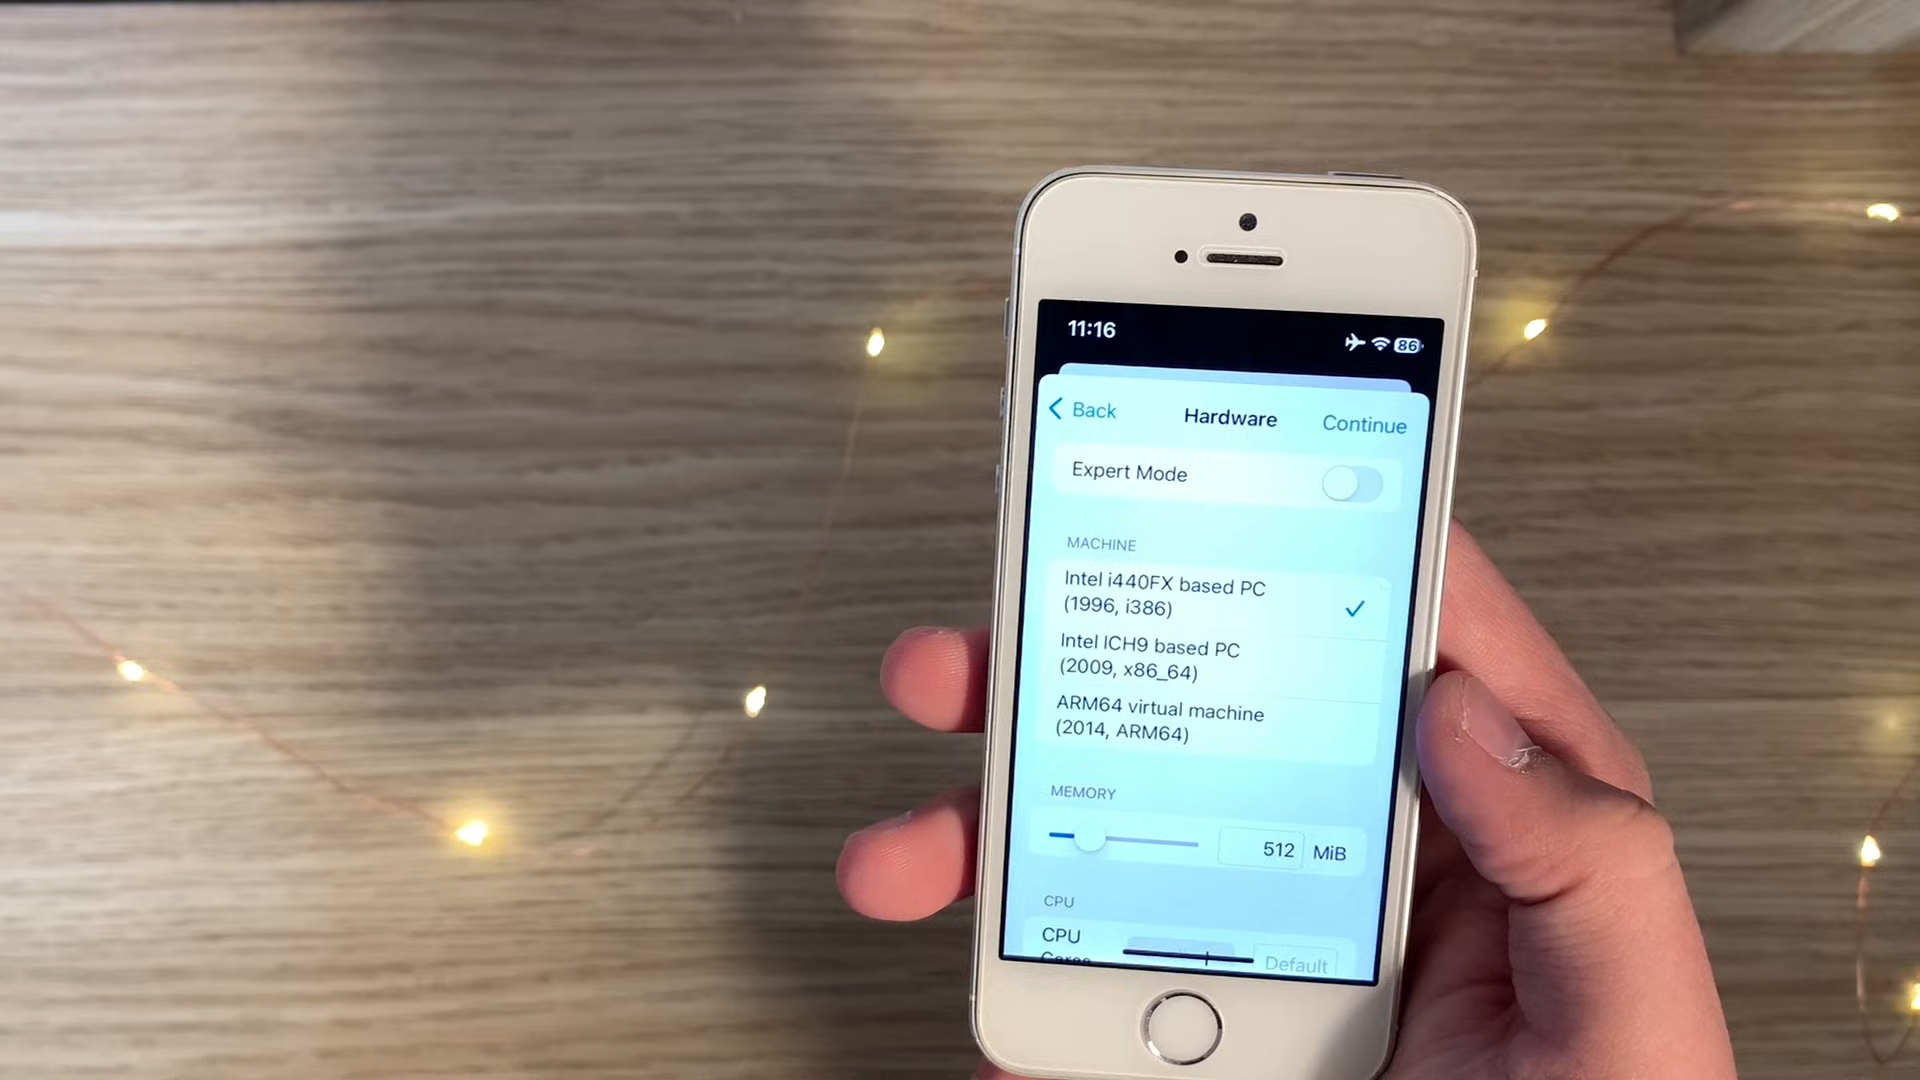 11:16
86
Back
Hardware
Continue
Expert Mode
MACHINE
Intel i440FX based PC
(1996, i386)
Intel ICH9 based PC
(2009, x86_64)
ARM64 virtual machine
(2014, ARM64)
MEMORY
512 MiB
CPU
CPU
Default